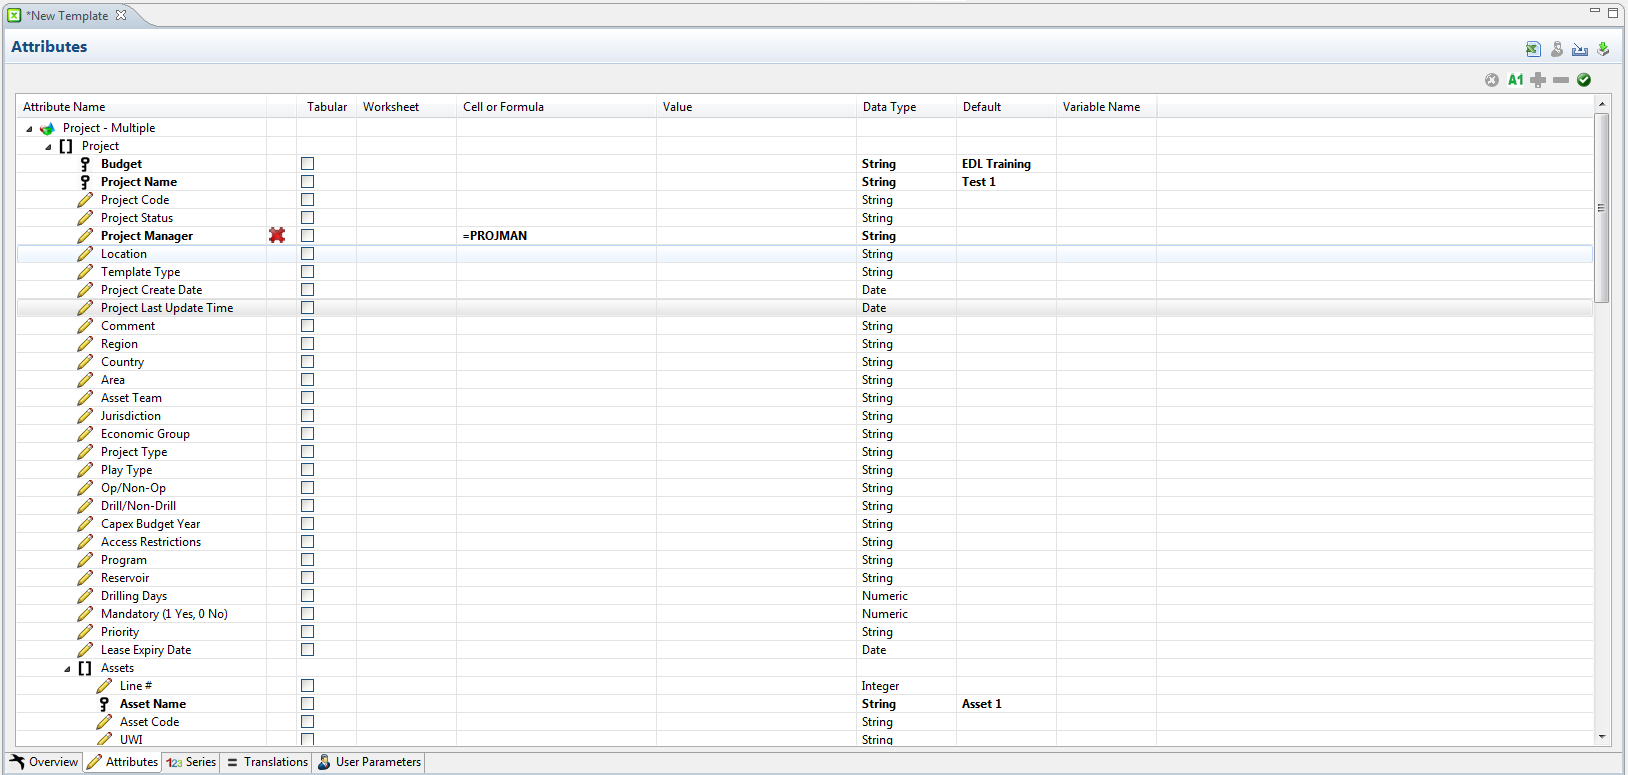 *New Template
Attributes
A1
Attribute Name Tabular Worksheet Cell or Formula Value Data Type Default Variable Name
Project - Multiple
[] Project
Budget String EDL Training
Project Name String Test 1
Project Code String
Project Status String
Project Manager =PROJMAN String
Location String
Template Type String
Project Create Date Date
Project Last Update Time Date
Comment String
Region String
Country String
Area String
Asset Team String
Jurisdiction String
Economic Group String
Project Type String
Play Type String
Op/Non-Op String
Drill/Non-Drill String
Capex Budget Year String
Access Restrictions String
Program String
Reservoir String
Drilling Days Numeric
Mandatory (1 Yes, 0 No) Numeric
Priority String
Lease Expiry Date Date
[] Assets
Line # Integer
Asset Name String Asset 1
Asset Code String
UWI String
Overview Attributes 123 Series = Translations User Parameters